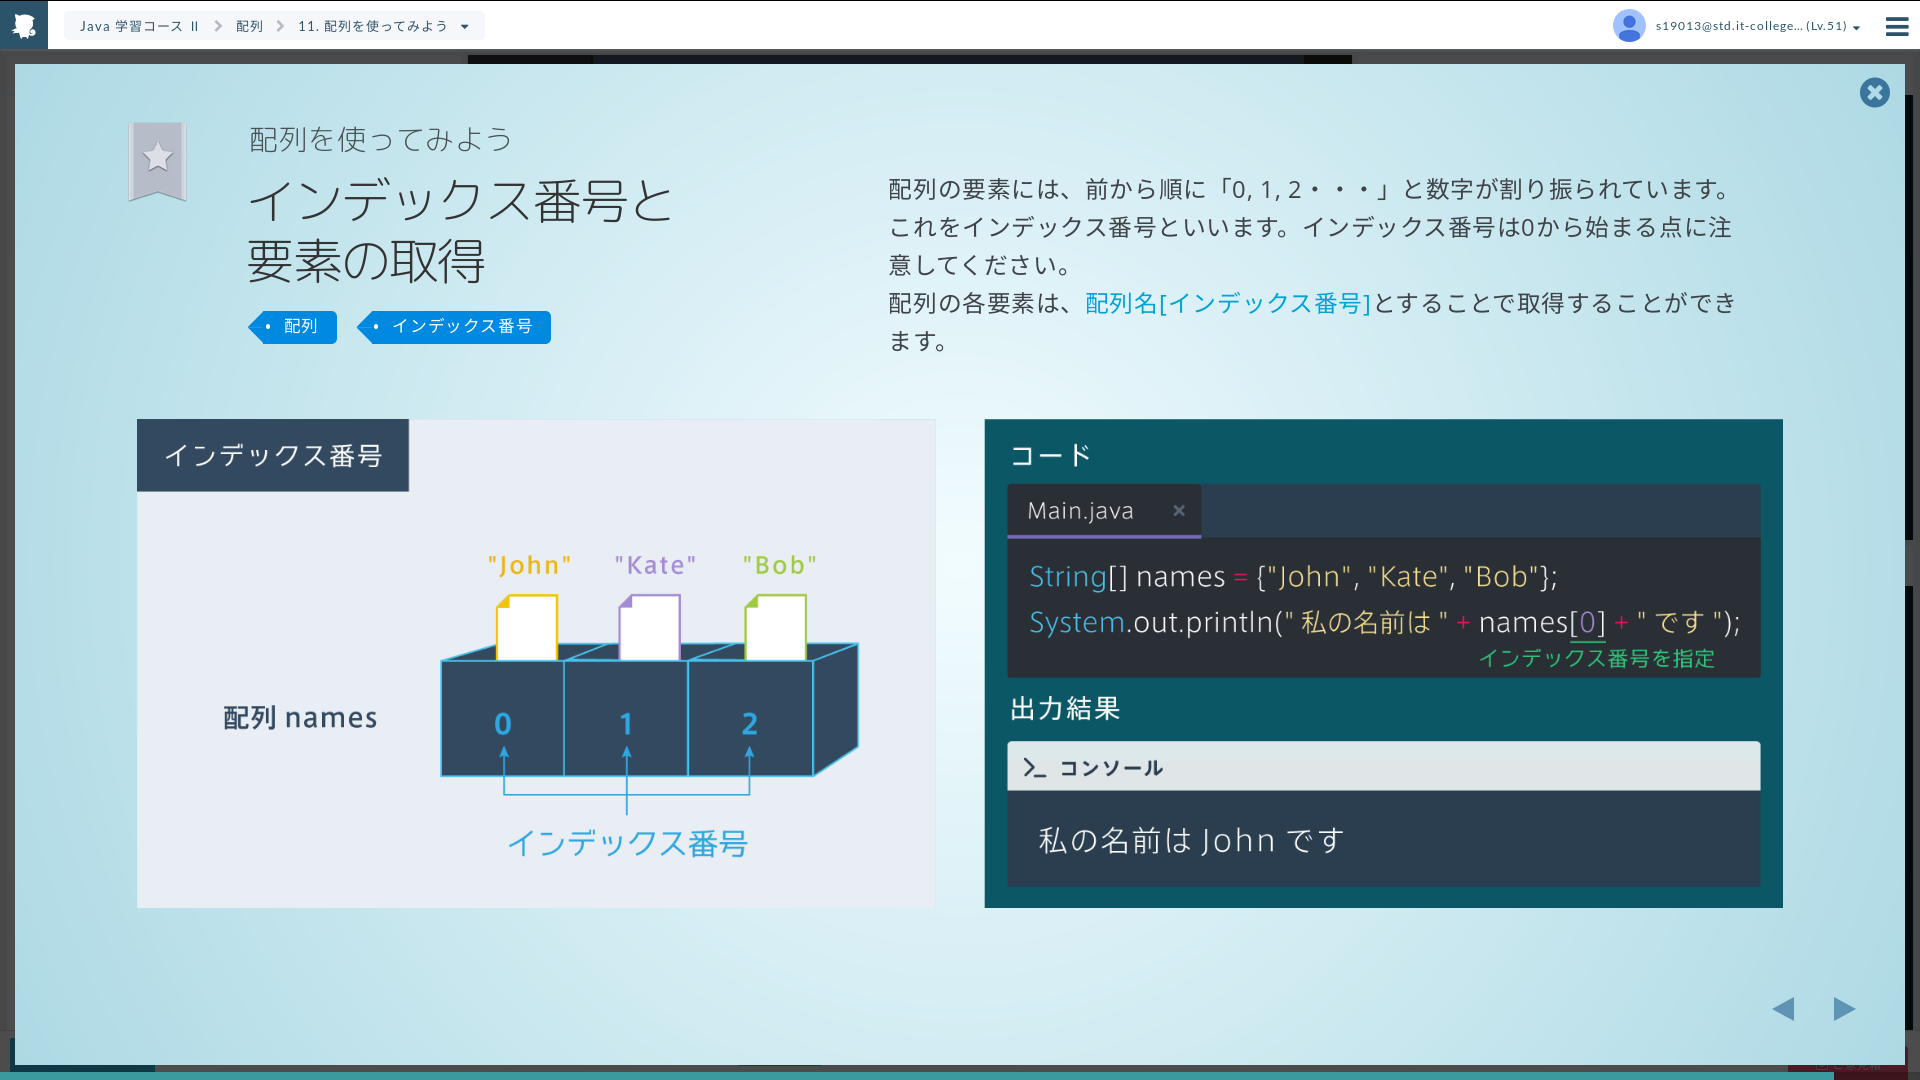 Java 学習コース Ⅱ
配列
11. 配列を使ってみよう
s19013@std.it-college... (Lv.51)
配列を使ってみよう
インデックス番号と
要素の取得
配列
インデックス番号
配列の要素には、前から順に「0, 1, 2・・・」と数字が割り振られています。
これをインデックス番号といいます。インデックス番号は0から始まる点に注
意してください。
配列の各要素は、配列名[インデックス番号]とすることで取得することができ
ます。
インデックス番号
"John" "Kate" "Bob"
配列 names
0 1 2
インデックス番号
コード
Main.java
String[] names = {"John", "Kate", "Bob"};
System.out.println(" 私の名前は " + names[0] + " です ");
インデックス番号を指定
出力結果
コンソール
私の名前は John です